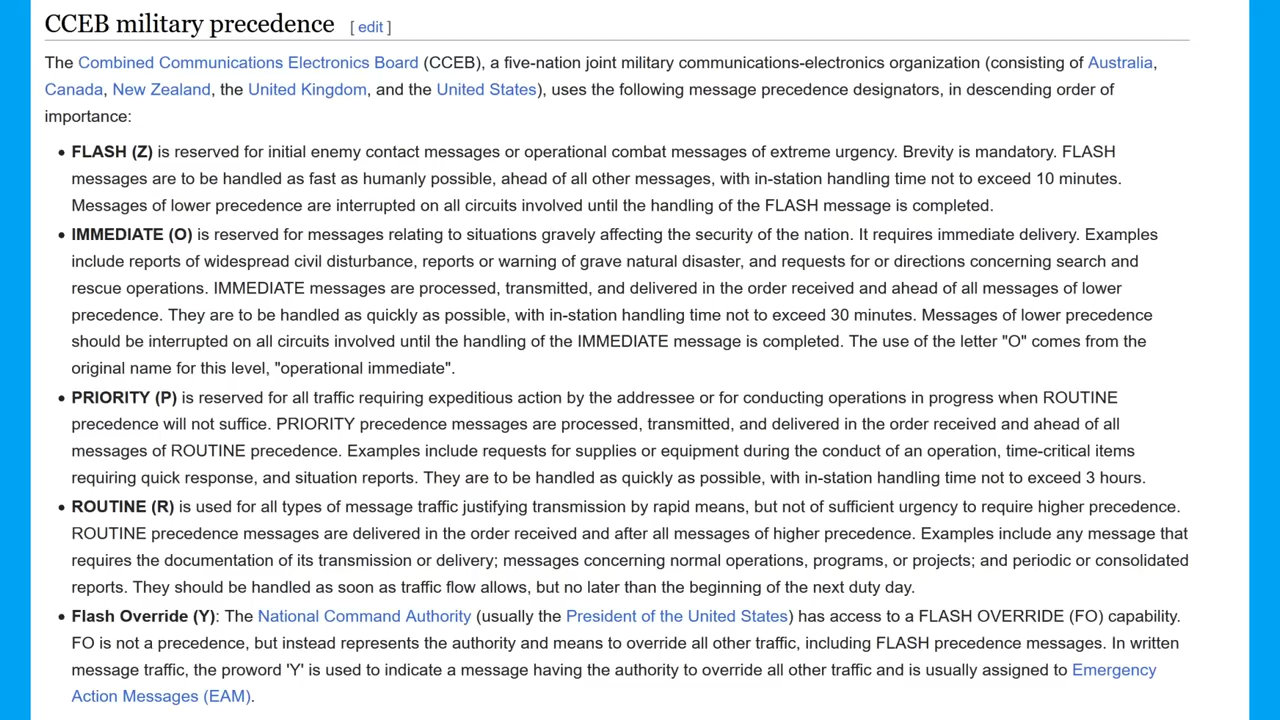 CCEB military precedence [ edit ]
The Combined Communications Electronics Board (CCEB), a five-nation joint military communications-electronics organization (consisting of Australia,
Canada, New Zealand, the United Kingdom, and the United States), uses the following message precedence designators, in descending order of
importance:
• FLASH (Z) is reserved for initial enemy contact messages or operational combat messages of extreme urgency. Brevity is mandatory. FLASH
messages are to be handled as fast as humanly possible, ahead of all other messages, with in-station handling time not to exceed 10 minutes.
Messages of lower precedence are interrupted on all circuits involved until the handling of the FLASH message is completed.
• IMMEDIATE (O) is reserved for messages relating to situations gravely affecting the security of the nation. It requires immediate delivery. Examples
include reports of widespread civil disturbance, reports or warning of grave natural disaster, and requests for or directions concerning search and
rescue operations. IMMEDIATE messages are processed, transmitted, and delivered in the order received and ahead of all messages of lower
precedence. They are to be handled as quickly as possible, with in-station handling time not to exceed 30 minutes. Messages of lower precedence
should be interrupted on all circuits involved until the handling of the IMMEDIATE message is completed. The use of the letter "O" comes from the
original name for this level, "operational immediate".
• PRIORITY (P) is reserved for all traffic requiring expeditious action by the addressee or for conducting operations in progress when ROUTINE
precedence will not suffice. PRIORITY precedence messages are processed, transmitted, and delivered in the order received and ahead of all
messages of ROUTINE precedence. Examples include requests for supplies or equipment during the conduct of an operation, time-critical items
requiring quick response, and situation reports. They are to be handled as quickly as possible, with in-station handling time not to exceed 3 hours.
• ROUTINE (R) is used for all types of message traffic justifying transmission by rapid means, but not of sufficient urgency to require higher precedence.
ROUTINE precedence messages are delivered in the order received and after all messages of higher precedence. Examples include any message that
requires the documentation of its transmission or delivery; messages concerning normal operations, programs, or projects; and periodic or consolidated
reports. They should be handled as soon as traffic flow allows, but no later than the beginning of the next duty day.
• Flash Override (Y): The National Command Authority (usually the President of the United States) has access to a FLASH OVERRIDE (FO) capability.
FO is not a precedence, but instead represents the authority and means to override all other traffic, including FLASH precedence messages. In written
message traffic, the proword 'Y' is used to indicate a message having the authority to override all other traffic and is usually assigned to Emergency
Action Messages (EAM).